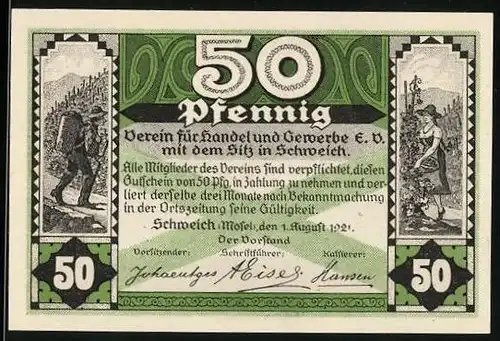 50
Pfennig
Verein für Handel und Gewerbe E. V.
mit dem Sitz in Schweich.
Alle Mitglieder des Vereins sind verpflichtet, diesen
Gutschein von 50 Pfg. in Zahlung zu nehmen und ver-
liert derselbe drei Monate nach Bekanntmachung
in der Ortszeitung seine Gültigkeit.
Schweich (Mosel), den 1. August 1921.
Der Vorstand
Vorsitzender: Schriftführer: Kassierer:
A Eises Hansen
50 50